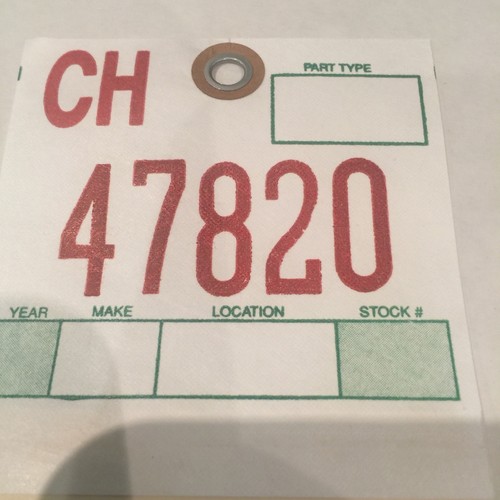 CH
PART TYPE
47820
YEAR MAKE LOCATION STOCK #